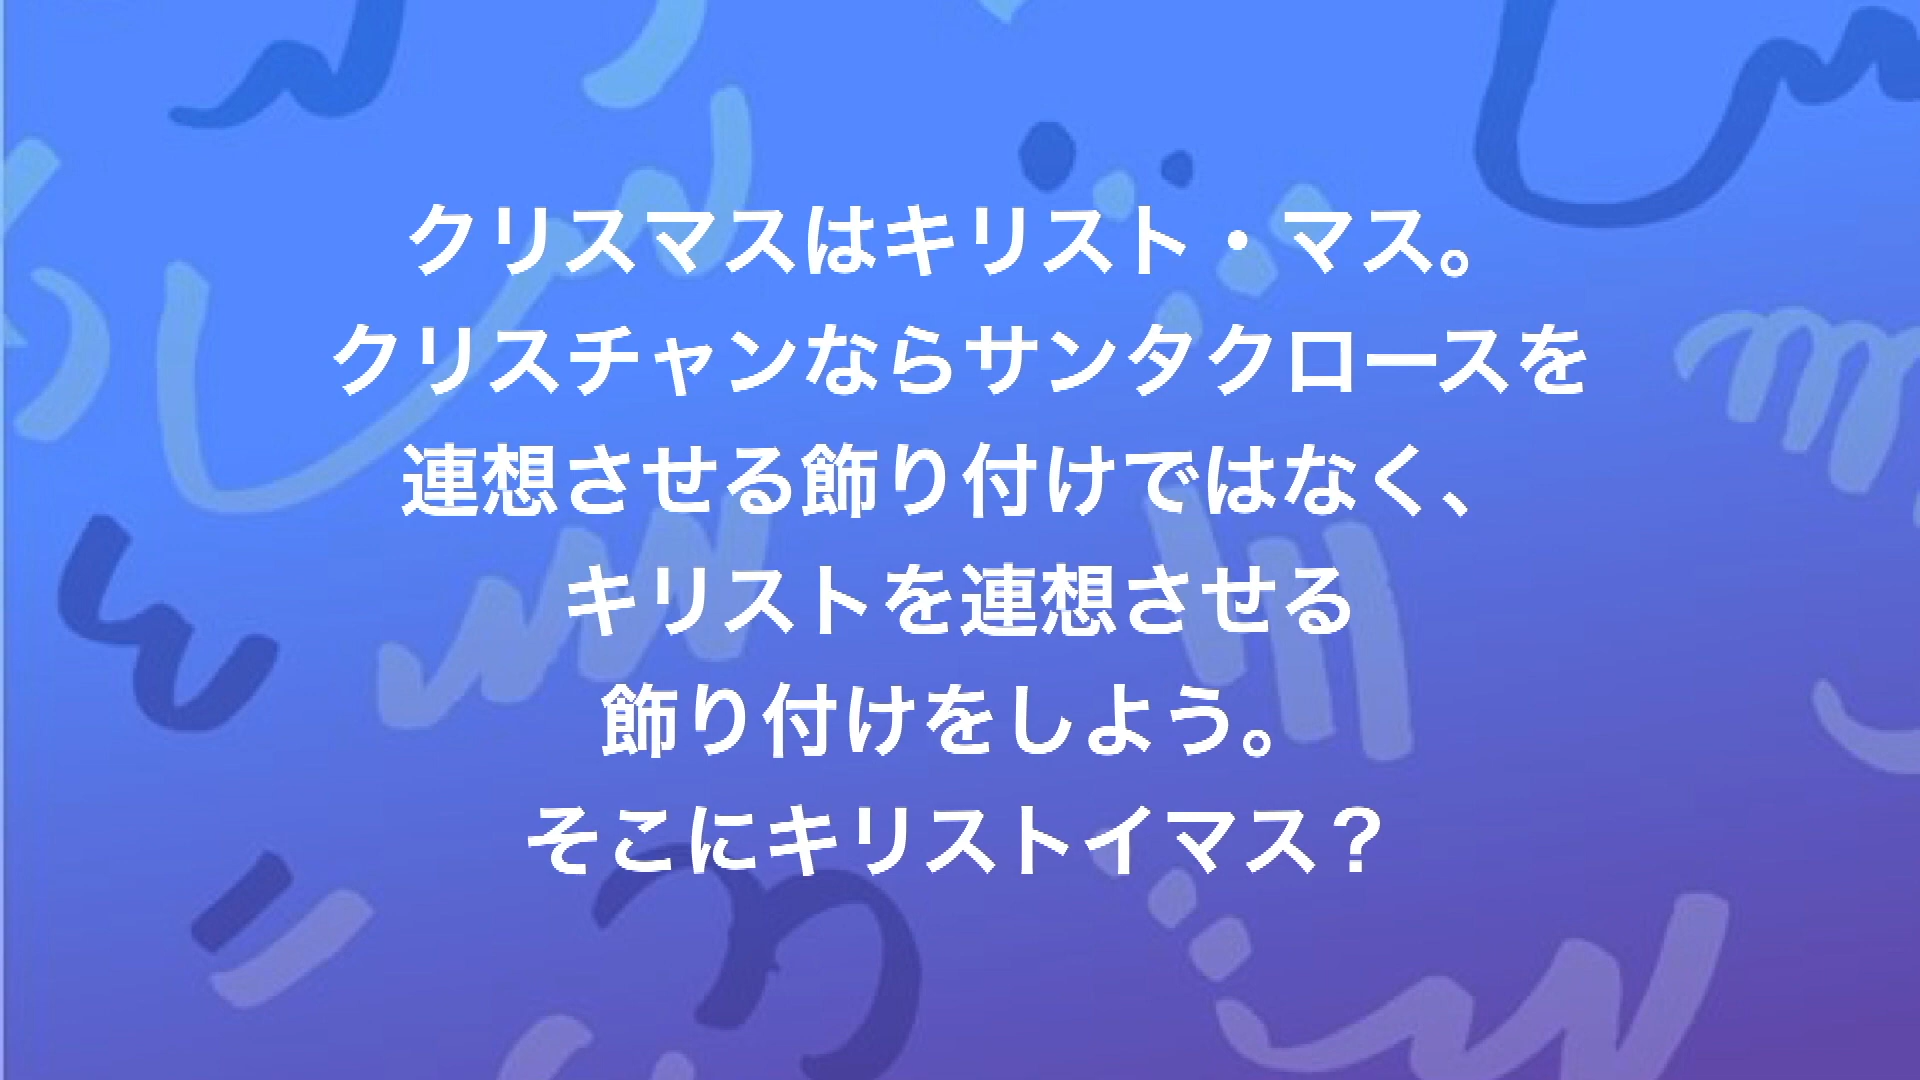 クリスマスはキリスト・マス。
クリスチャンならサンタクロースを
連想させる飾り付けではなく、
キリストを連想させる
飾り付けをしよう。
そこにキリストイマス？